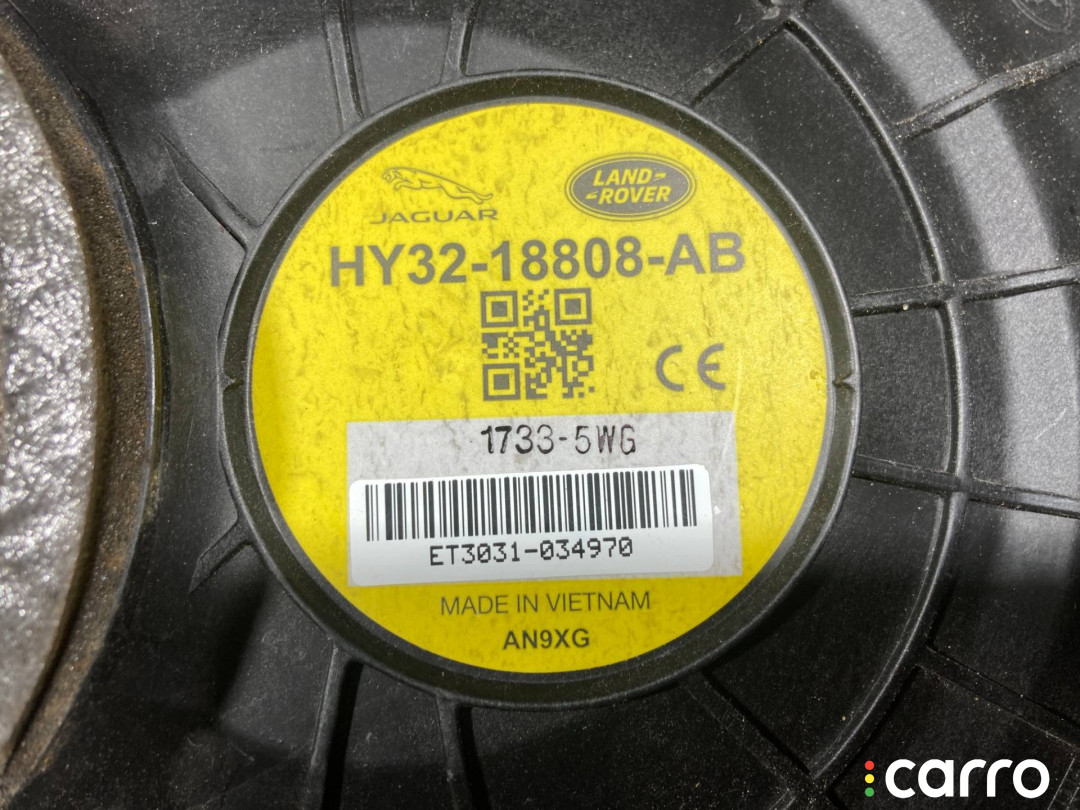 JAGUAR
LAND
ROVER
HY32-18808-AB
CE
1733-5WG
ET3031-034970
MADE IN VIETNAM
AN9XG
carro